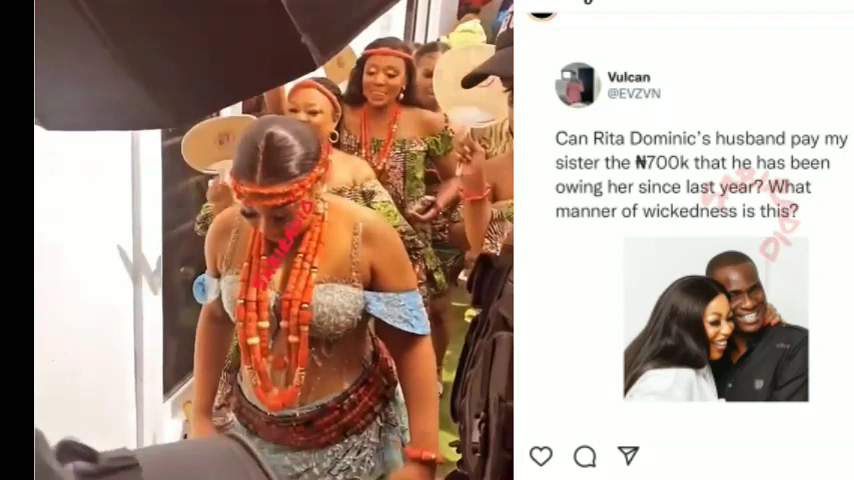 Vulcan
@EVZVN
Can Rita Dominic's husband pay my
sister the ₦700k that he has been
owing her since last year? What
manner of wickedness is this?